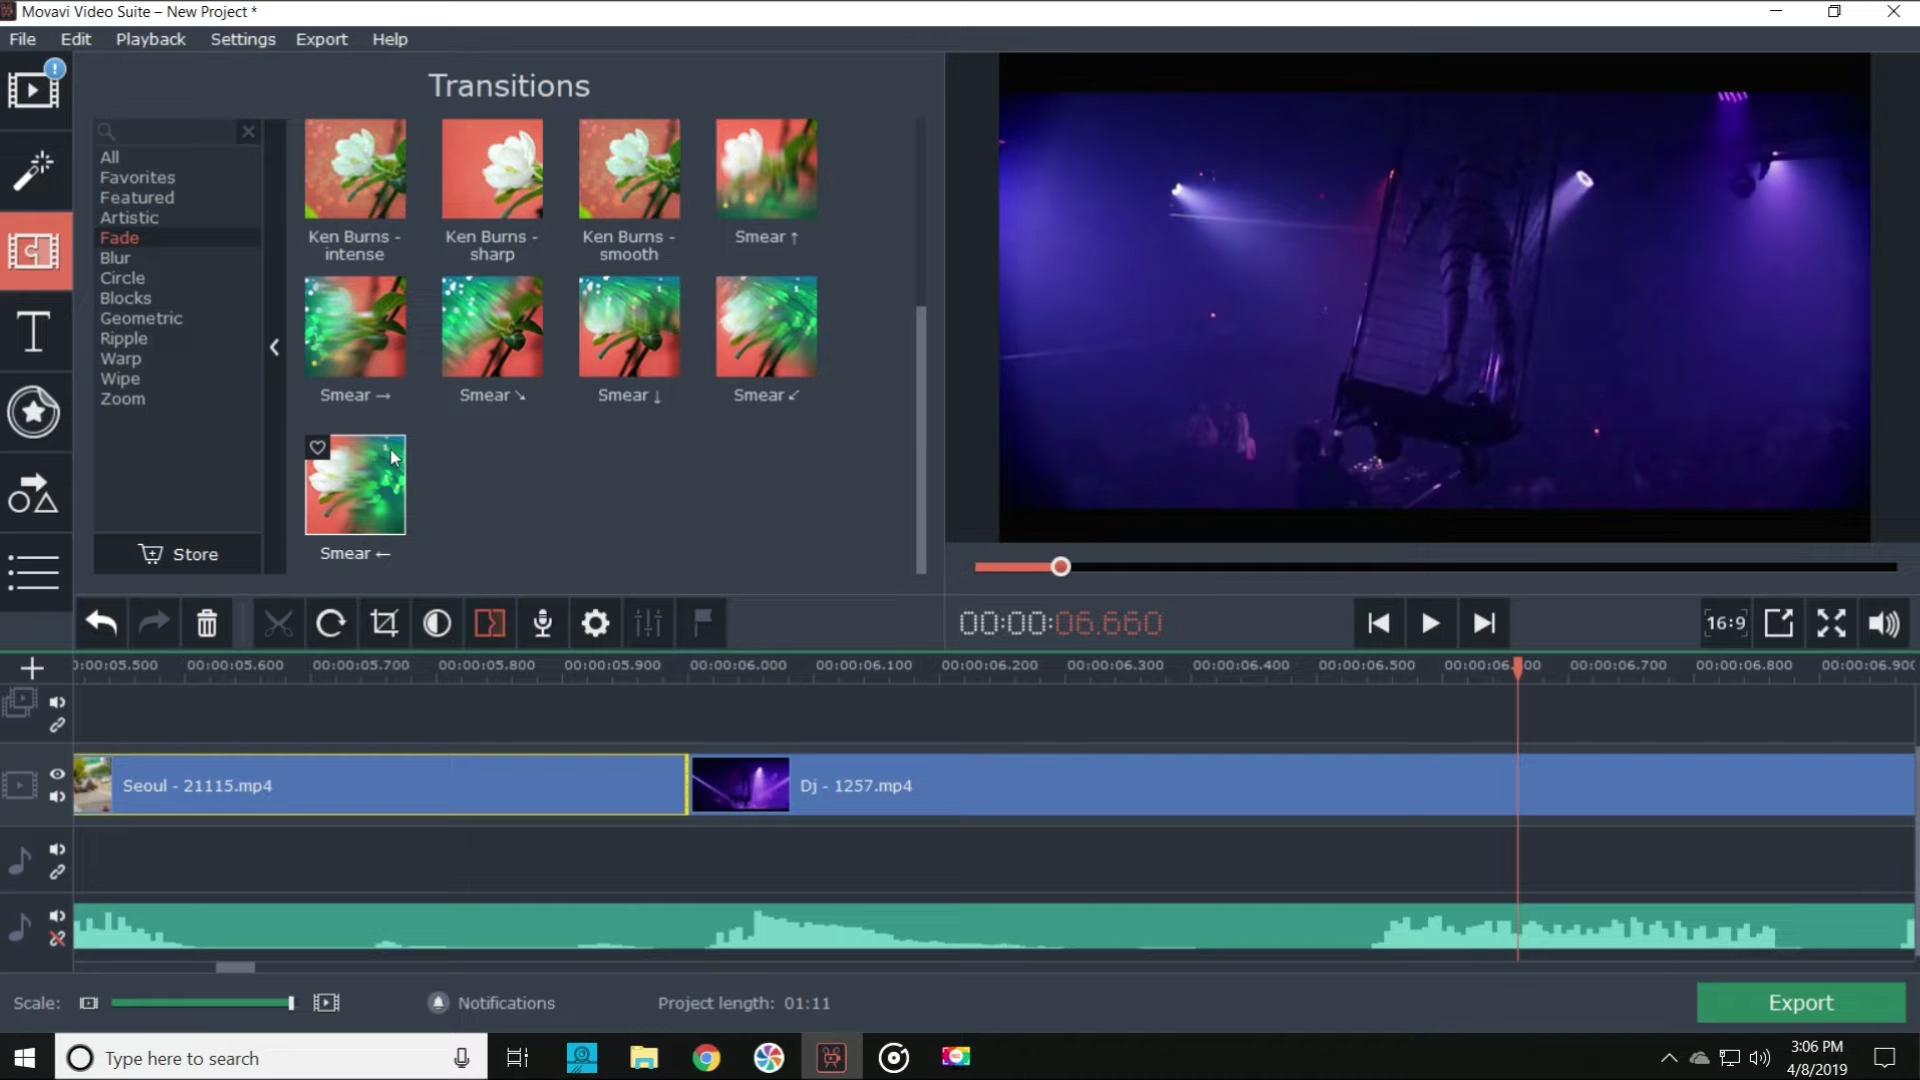 Movavi Video Suite – New Project *
File Edit Playback Settings Export Help
Transitions
All
Favorites
Featured
Artistic
Fade
Blur
Circle
Blocks
Geometric
Ripple
Warp
Wipe
Zoom
Store
Ken Burns -
intense
Ken Burns -
sharp
Ken Burns -
smooth
Smear ↑
Smear →
Smear ↘
Smear ↓
Smear ↙
Smear ←
00:00:06.660
16:9
00:00:05.600 00:00:05.700 00:00:05.800 00:00:05.900 00:00:06.000 00:00:06.100 00:00:06.200 00:00:06.300 00:00:06.400 00:00:06.500 00:00:06.700 00:00:06.800
Seoul - 21115.mp4
Dj - 1257.mp4
Scale:
Notifications
Project length: 01:11
Export
Type here to search
3:06 PM
4/8/2019